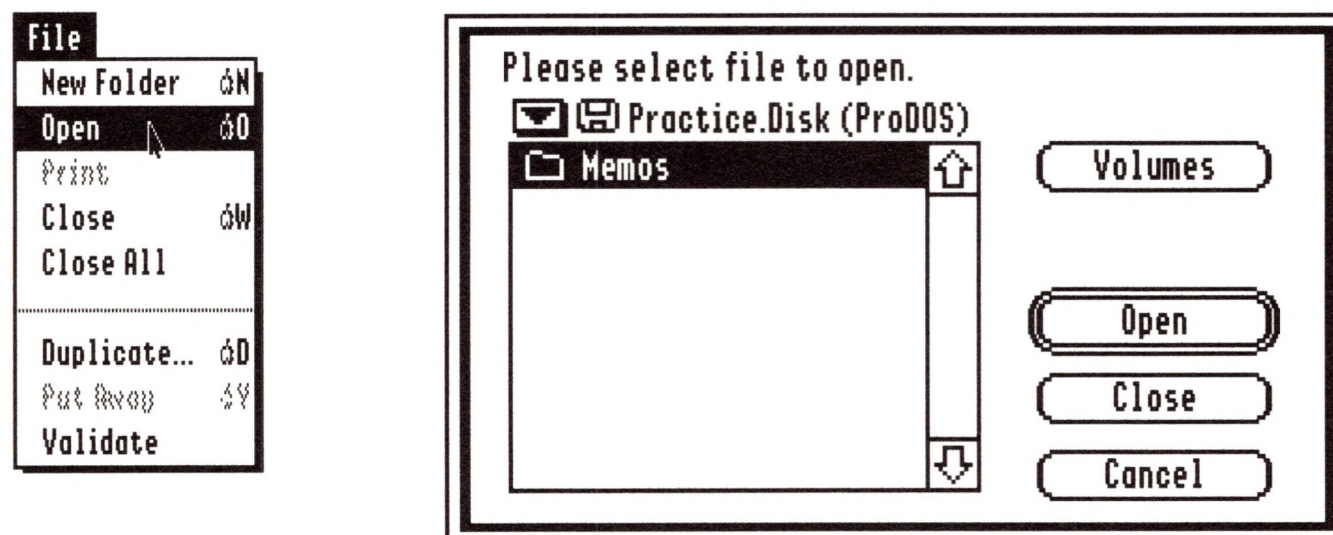 File
New Folder N
Open O
Print
Close W
Close All
Duplicate... D
Put Away Y
Validate
Please select file to open.
Practice.Disk (ProDOS)
Memos
Volumes
Open
Close
Cancel